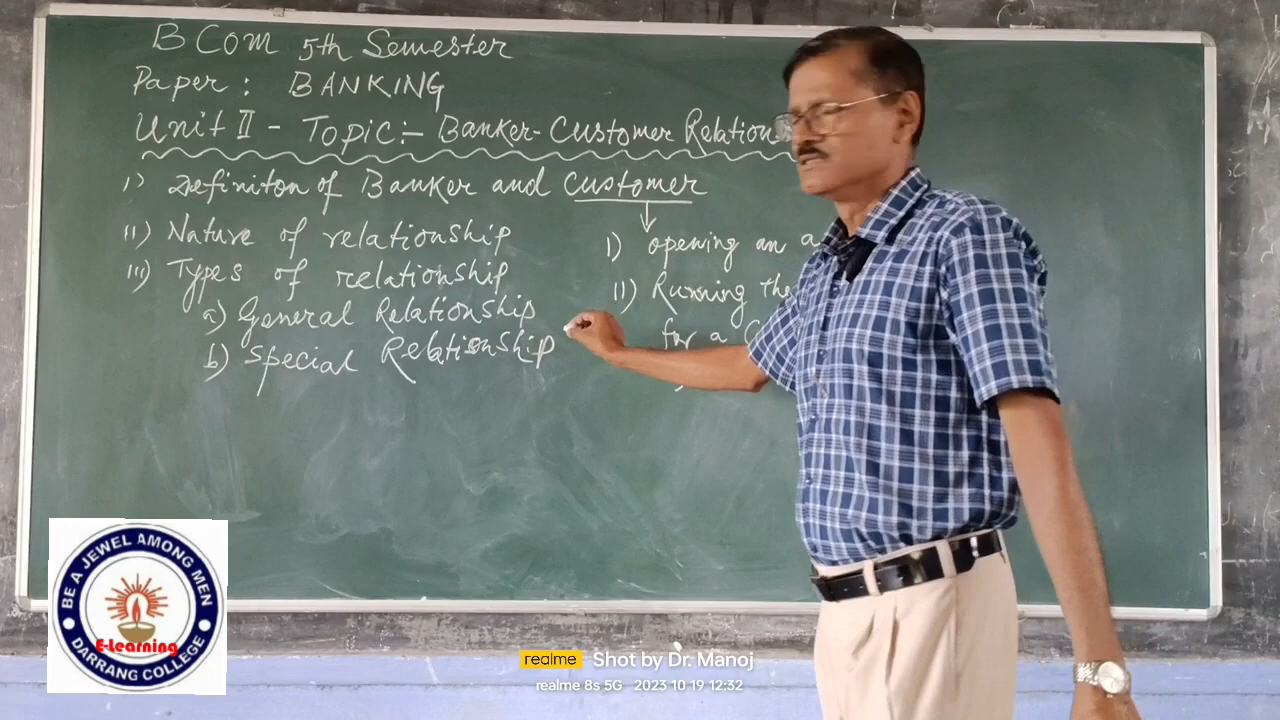 B Com 5th Semester
Paper: BANKING
Unit II - Topic:- Banker-Customer Relations
i) Definiton of Banker and Customer
ii) Nature of relationship
iii) Types of relationship
a) General Relationship
b) Special Relationship
I) opening an a
II) Running the
for a C
BE A JEWEL AMONG MEN
E-Learning
DARRANG COLLEGE
realme Shot by Dr. Manoj
realme 8s 5G 2023 10 19 12:32